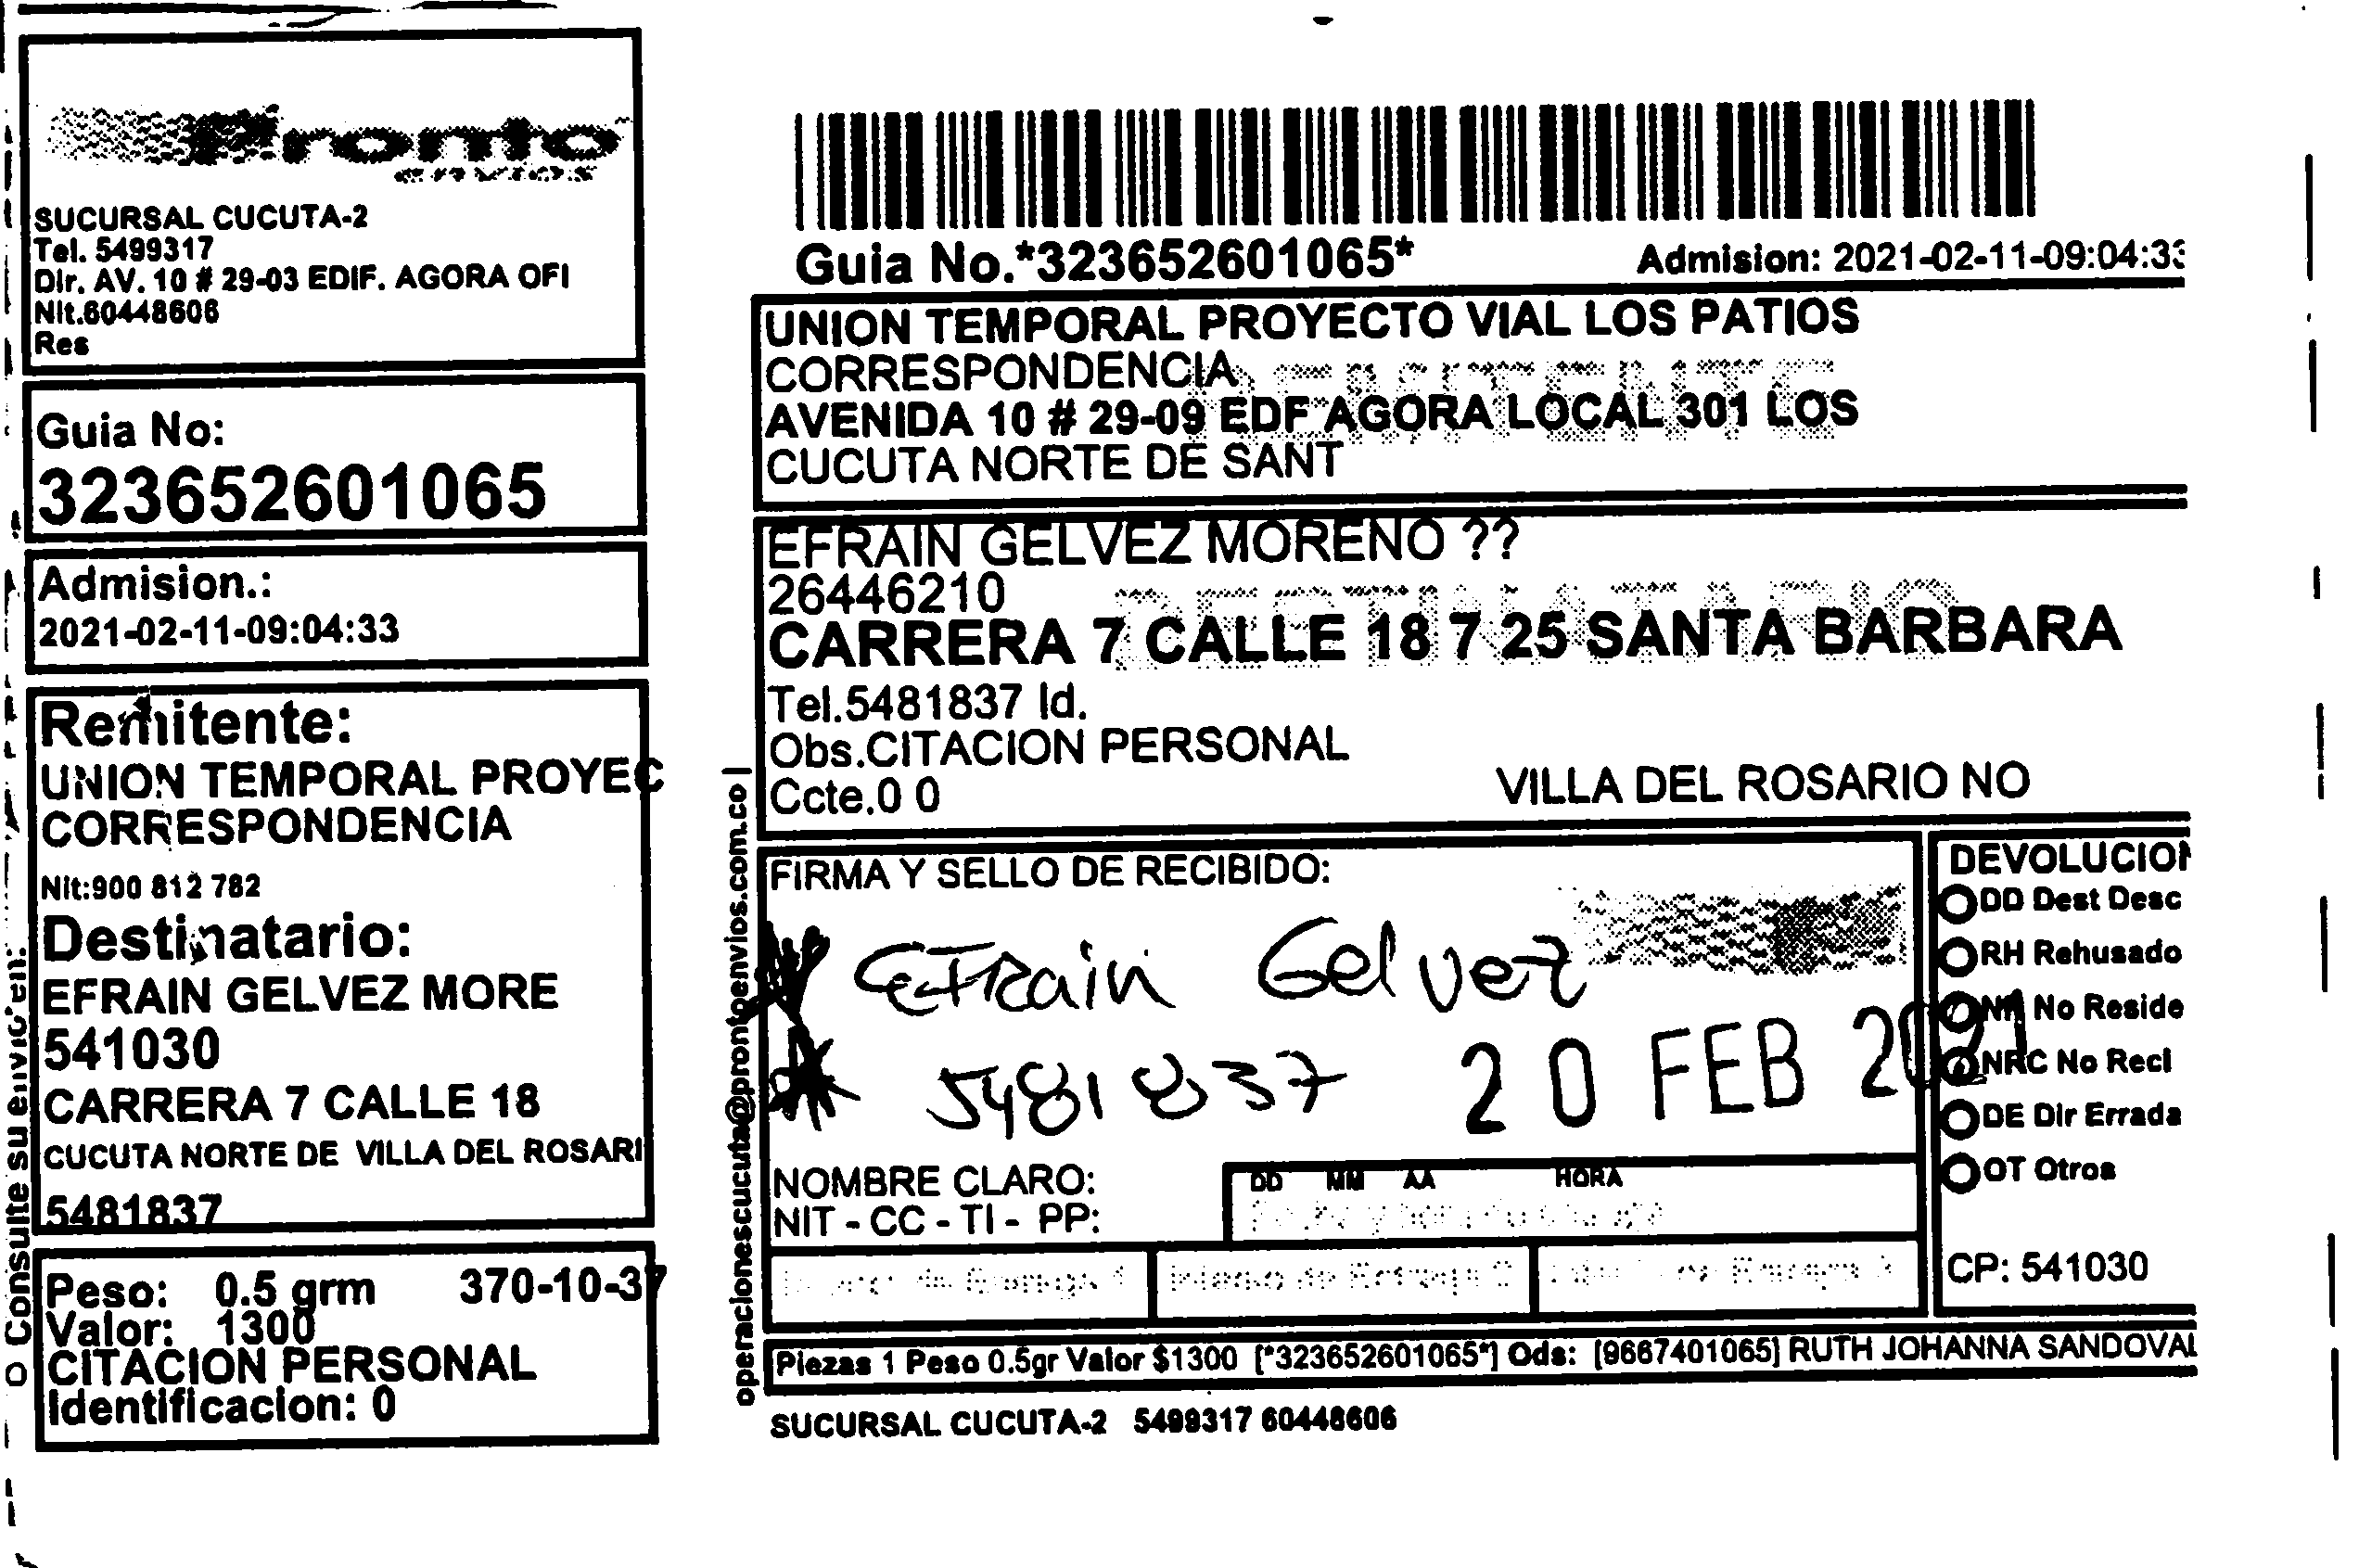 Pronto
SUCURSAL CUCUTA-2
Tel. 5499317
Dir. AV. 10 # 29-03 EDIF. AGORA OFI
Nit.60448606
Res
Guia No:
323652601065
Admision.:
2021-02-11-09:04:33
Remitente:
UNION TEMPORAL PROYEC
CORRESPONDENCIA
Nit:900 812 782
Destinatario:
EFRAIN GELVEZ MORE
541030
CARRERA 7 CALLE 18
CUCUTA NORTE DE VILLA DEL ROSARI
5481837
Peso: 0.5 grm 370-10-37
Valor: 1300
CITACION PERSONAL
Identificacion: 0
o Consulte su envio en:
operacionescucuta@prontoenvios.com.co |
Guia No.*323652601065*
Admision: 2021-02-11-09:04:33
UNION TEMPORAL PROYECTO VIAL LOS PATIOS
CORRESPONDENCIA
REMITENTE
AVENIDA 10 # 29-09 EDF AGORA LOCAL 301 LOS
CUCUTA NORTE DE SANT
EFRAIN GELVEZ MORENO ??
26446210
DESTINATARIO
CARRERA 7 CALLE 18 7 25 SANTA BARBARA
Tel.5481837 Id.
Obs.CITACION PERSONAL
Ccte.0 0
VILLA DEL ROSARIO NO
FIRMA Y SELLO DE RECIBIDO:
Efrain Gelvez
5481837
20 FEB 2021
NOMBRE CLARO:
NIT - CC - TI - PP:
DD MM AA HORA
DEVOLUCION
DD Dest Desc
RH Rehusado
NR No Reside
NRC No Recl
DE Dir Errada
OT Otros
CP: 541030
Piezas 1 Peso 0.5gr Valor $1300 [*323652601065*] Ods: [9667401065] RUTH JOHANNA SANDOVAL
SUCURSAL CUCUTA-2 5499317 60448606